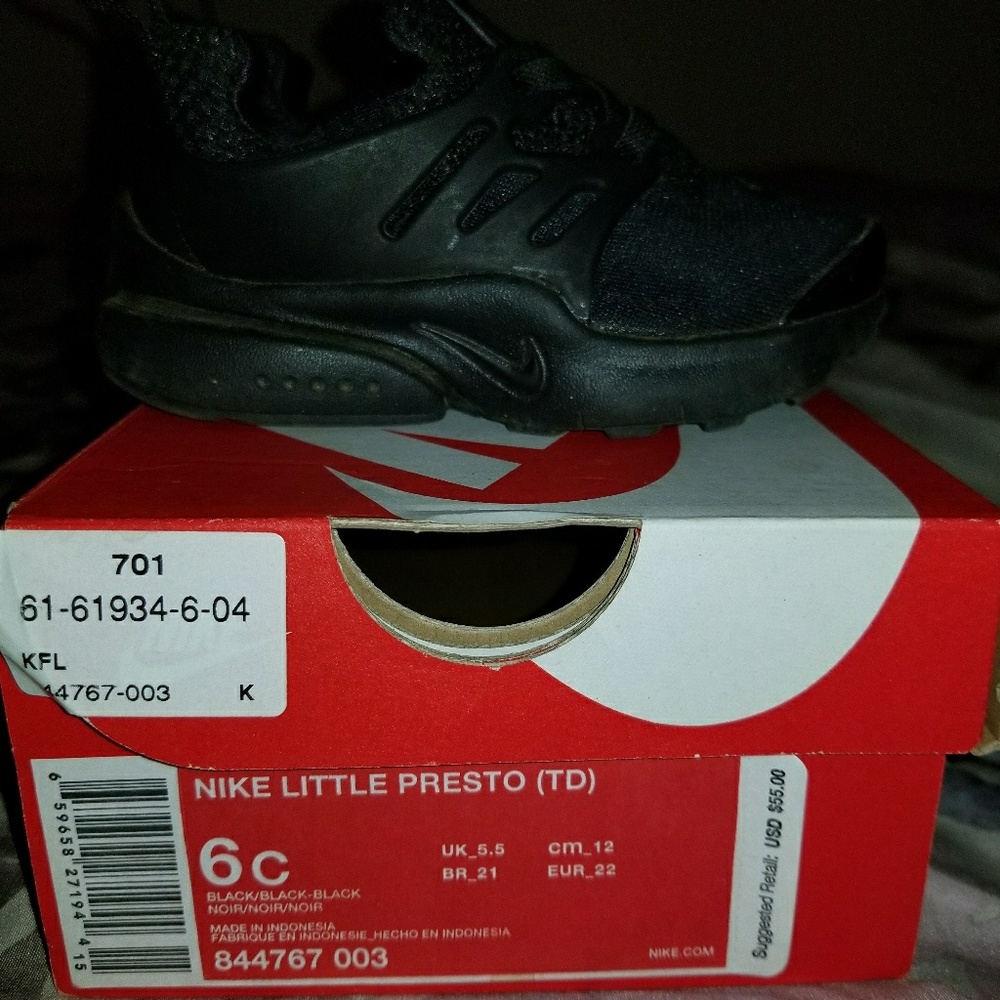 701
61-61934-6-04
KFL
44767-003 K
NIKE LITTLE PRESTO (TD)
6C
UK_5.5 cm_12
BR_21 EUR_22
BLACK/BLACK-BLACK
NOIR/NOIR/NOIR
MADE IN INDONESIA
FABRIQUE EN INDONESIE_HECHO EN INDONESIA
844767 003
NIKE.COM
6 59658 27194 4 15
Suggested Retail: USD $55.00